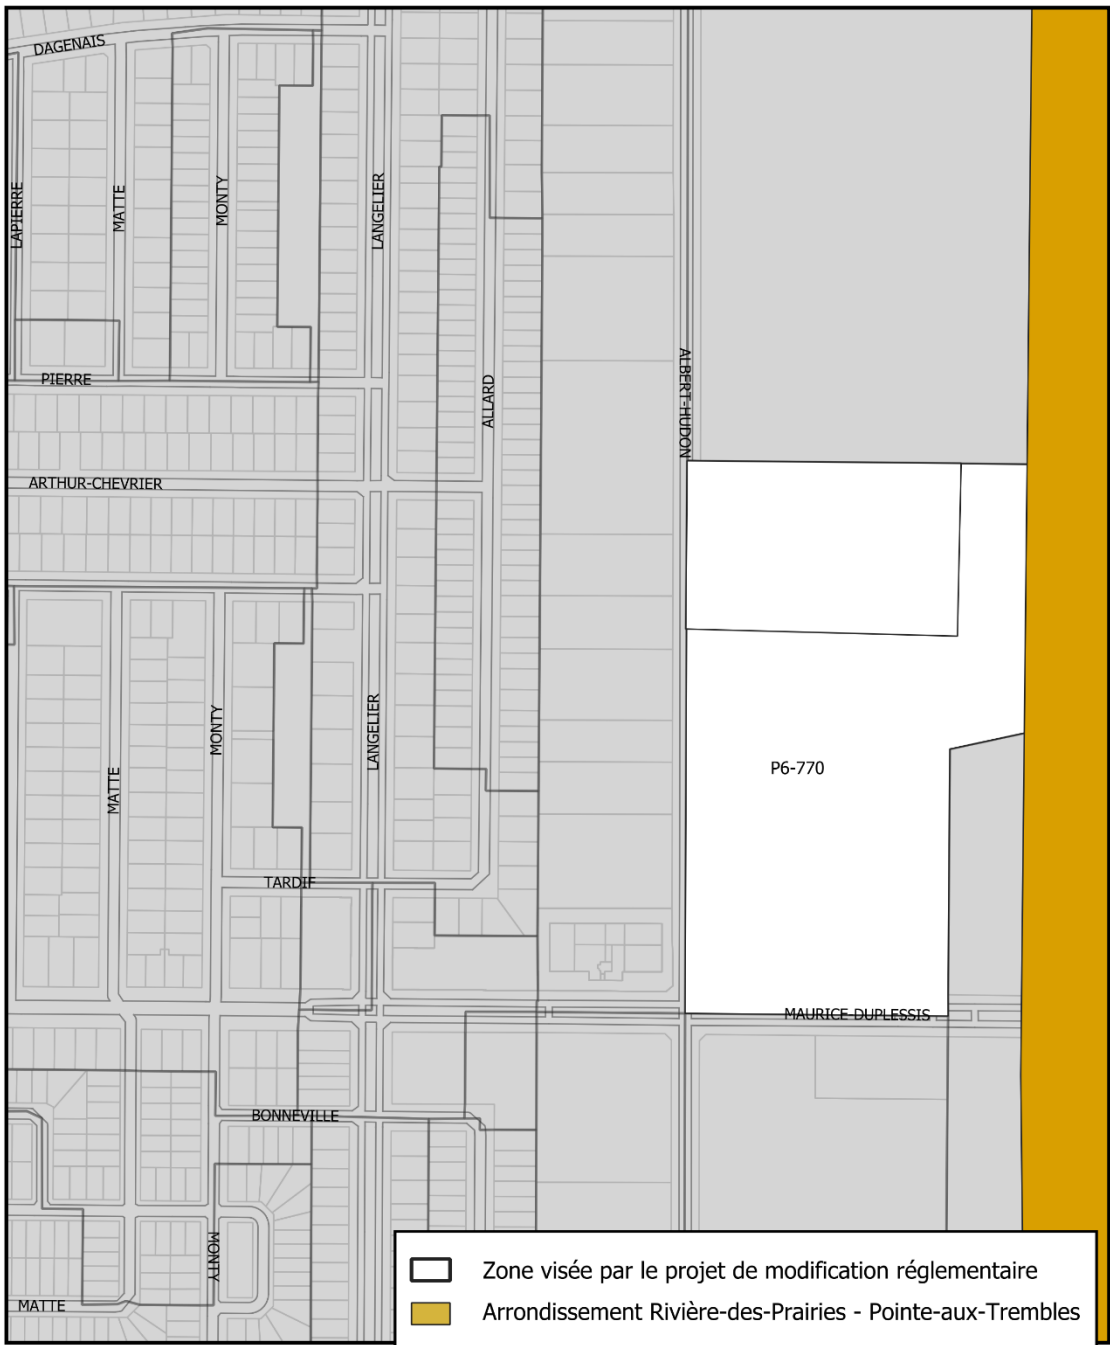 DAGENAIS
LAPIERRE
MATTE
MONTY
LANGELIER
ALLARD
ALBERT-HUDON
PIERRE
ARTHUR-CHEVRIER
MATTE
MONTY
LANGELIER
P6-770
TARDIF
MAURICE-DUPLESSIS
BONNEVILLE
MONTY
MATTE
Zone visée par le projet de modification réglementaire
Arrondissement Rivière-des-Prairies - Pointe-aux-Trembles